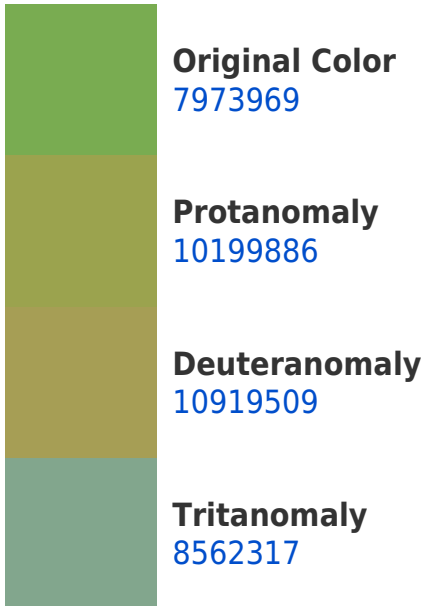 Original Color
7973969
Protanomaly
10199886
Deuteranomaly
10919509
Tritanomaly
8562317